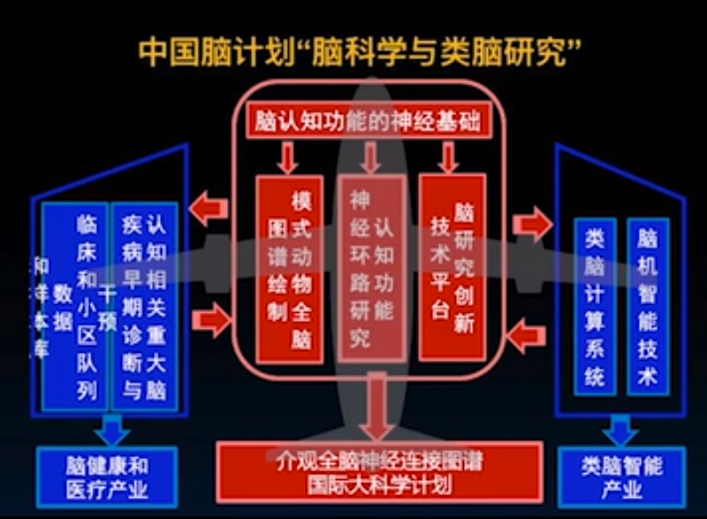 中国脑计划“脑科学与类脑研究”
脑认知功能的神经基础
模式动物全脑
图谱绘制
认知功能
神经环路研究
脑研究创新
技术平台
认知相关重大脑
疾病早期诊断与
干预
临床和小区队列
数据
和样本库
类脑计算系统
脑机智能技术
脑健康和
医疗产业
介观全脑神经连接图谱
国际大科学计划
类脑智能
产业